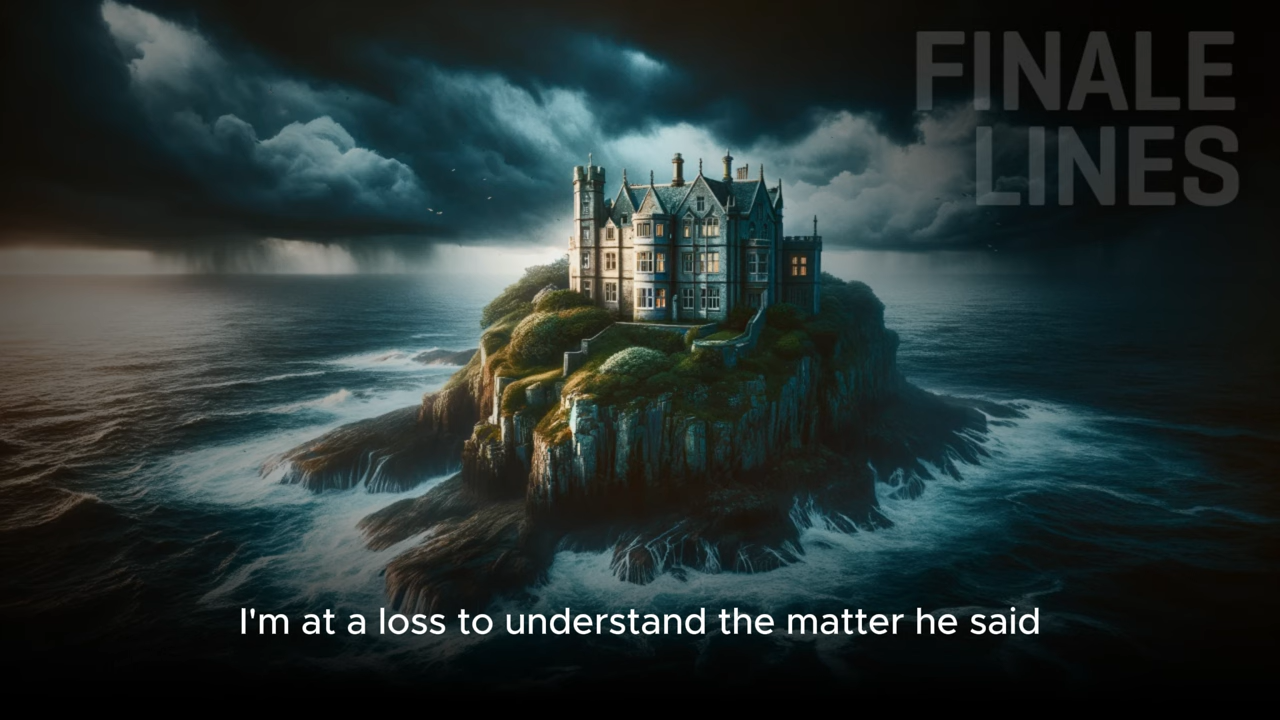 FINALE
LINES
I'm at a loss to understand the matter he said